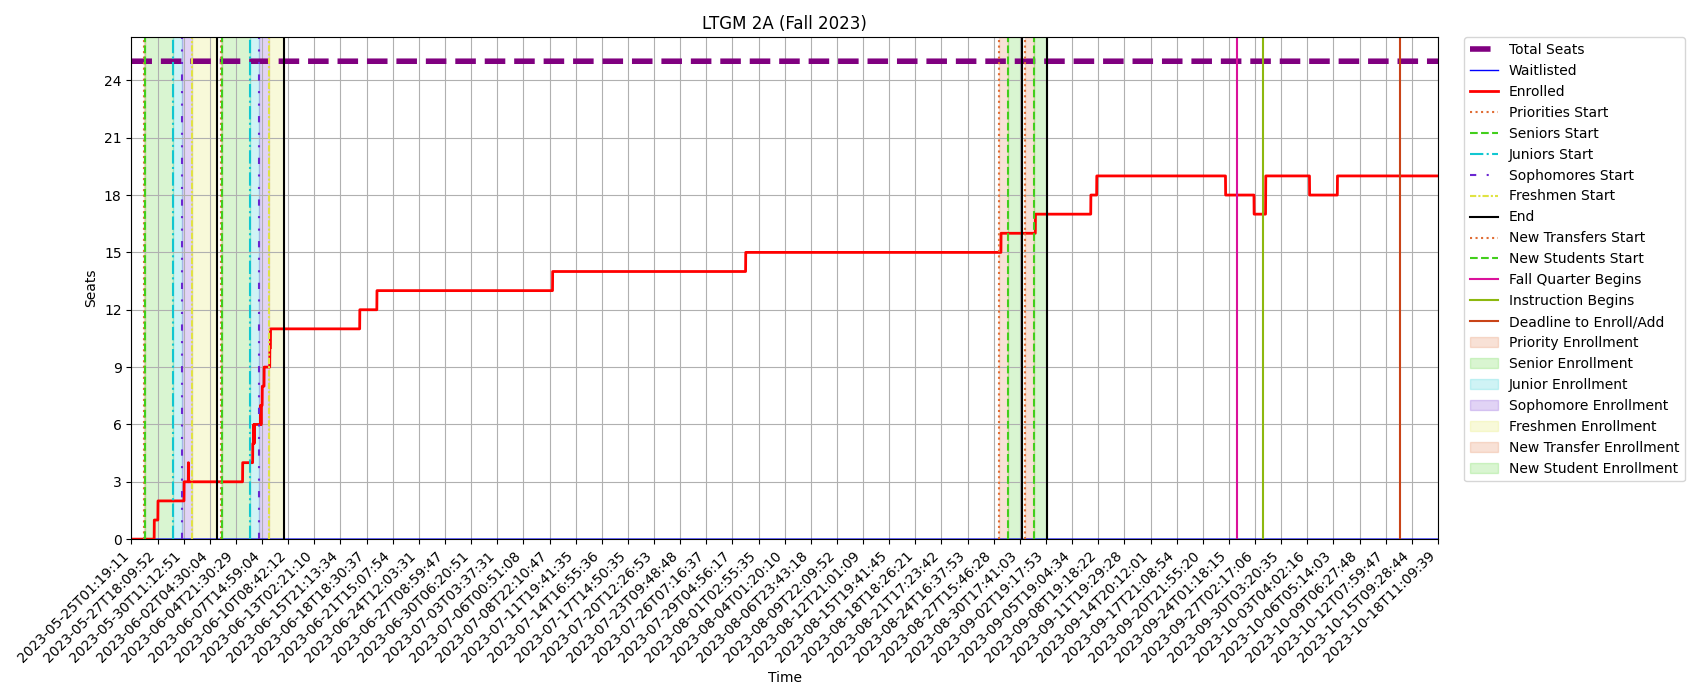 LTGM 2A (Fall 2023)
Seats
24
21
18
15
12
9
6
3
0
2023-05-25T01:19:11
2023-05-27T18:09:52
2023-05-30T11:12:51
2023-06-02T04:30:04
2023-06-04T21:30:29
2023-06-07T14:59:04
2023-06-10T08:42:12
2023-06-13T02:21:10
2023-06-15T21:13:34
2023-06-18T18:30:37
2023-06-21T15:07:54
2023-06-24T12:03:31
2023-06-27T08:59:47
2023-06-30T06:20:51
2023-07-03T03:37:31
2023-07-06T00:51:08
2023-07-08T22:10:47
2023-07-11T19:41:35
2023-07-14T16:55:36
2023-07-17T14:50:35
2023-07-20T12:26:53
2023-07-23T09:48:48
2023-07-26T07:16:37
2023-07-29T04:56:17
2023-08-01T02:55:35
2023-08-04T01:20:10
2023-08-06T23:43:18
2023-08-09T22:09:52
2023-08-12T21:01:09
2023-08-15T19:41:45
2023-08-18T18:26:21
2023-08-21T17:23:42
2023-08-24T16:37:53
2023-08-27T15:46:28
2023-08-30T17:41:03
2023-09-02T19:17:53
2023-09-05T19:04:34
2023-09-08T19:18:22
2023-09-11T19:29:28
2023-09-14T20:12:01
2023-09-17T21:08:54
2023-09-20T21:55:20
2023-09-24T01:18:15
2023-09-27T02:17:06
2023-09-30T03:20:35
2023-10-03T04:02:16
2023-10-06T05:14:03
2023-10-09T06:27:48
2023-10-12T07:59:47
2023-10-15T09:28:44
2023-10-18T11:09:39
Time
Total Seats
Waitlisted
Enrolled
Priorities Start
Seniors Start
Juniors Start
Sophomores Start
Freshmen Start
End
New Transfers Start
New Students Start
Fall Quarter Begins
Instruction Begins
Deadline to Enroll/Add
Priority Enrollment
Senior Enrollment
Junior Enrollment
Sophomore Enrollment
Freshmen Enrollment
New Transfer Enrollment
New Student Enrollment